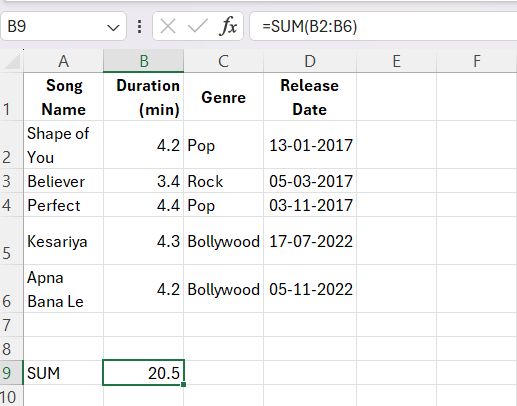 B9 fx =SUM(B2:B6)
A B C D E F
Song Duration Release
1 Name (min) Genre Date
Shape of
2 You 4.2 Pop 13-01-2017
3 Believer 3.4 Rock 05-03-2017
4 Perfect 4.4 Pop 03-11-2017
5 Kesariya 4.3 Bollywood 17-07-2022
Apna
6 Bana Le 4.2 Bollywood 05-11-2022
7
8
9 SUM 20.5
10